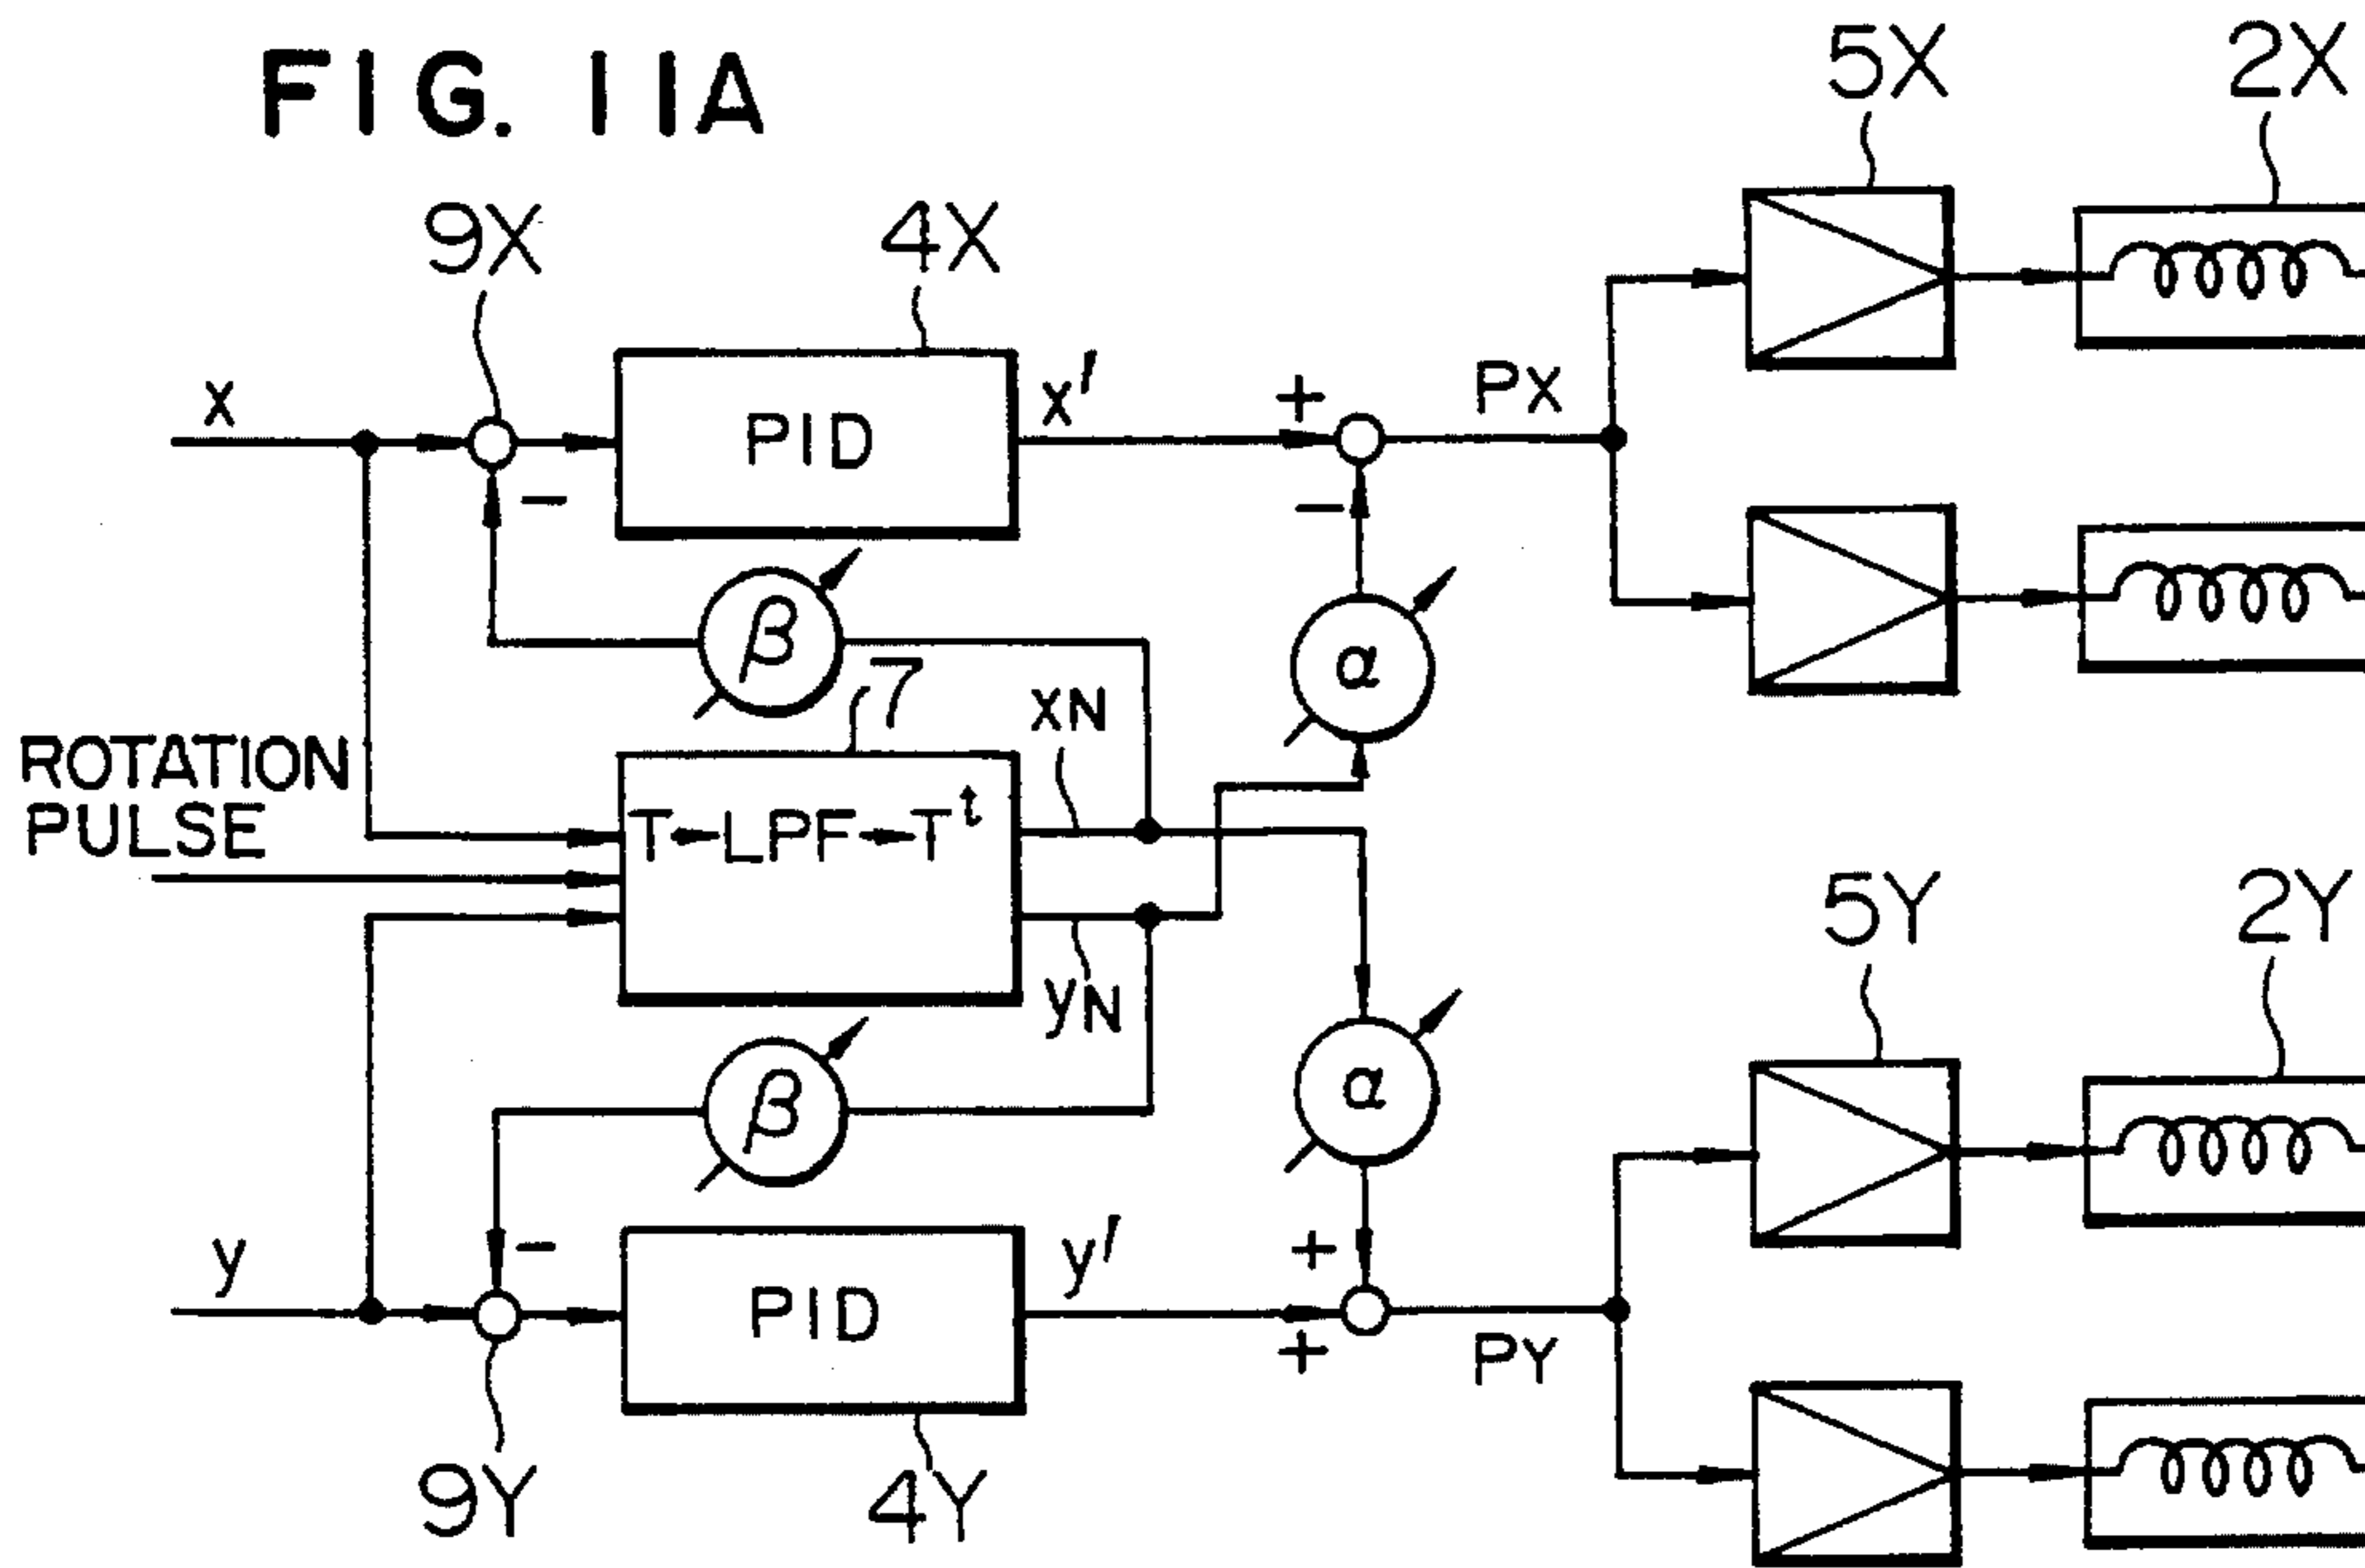 FIG. 11A
5X
2X
9X
4X
x
PID
x'
+
PX
−
−
β
α
7
xN
ROTATION
PULSE
T←LPF→Tᵗ
5Y
2Y
yN
β
α
y
−
PID
y'
+
+
PY
9Y
4Y